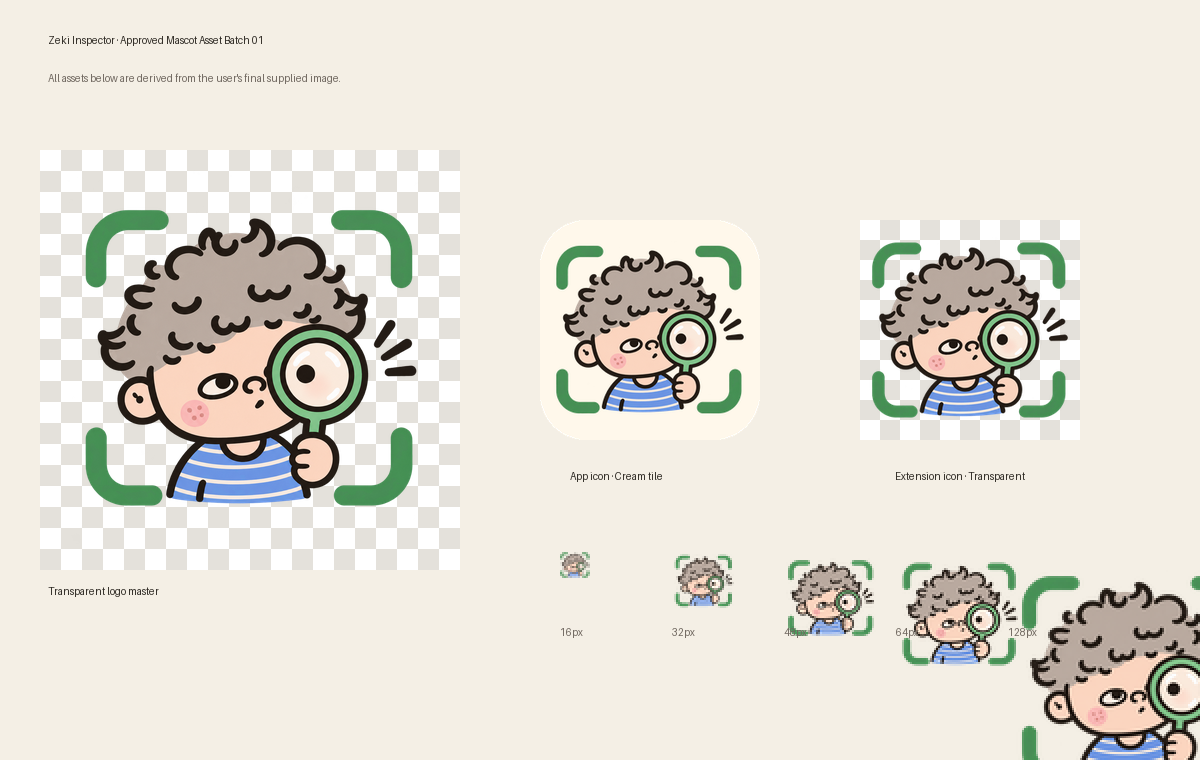 Zeki Inspector · Approved Mascot Asset Batch 01
All assets below are derived from the user's final supplied image.
App icon · Cream tile
Extension icon · Transparent
Transparent logo master
16px
32px
48px
64px
128px